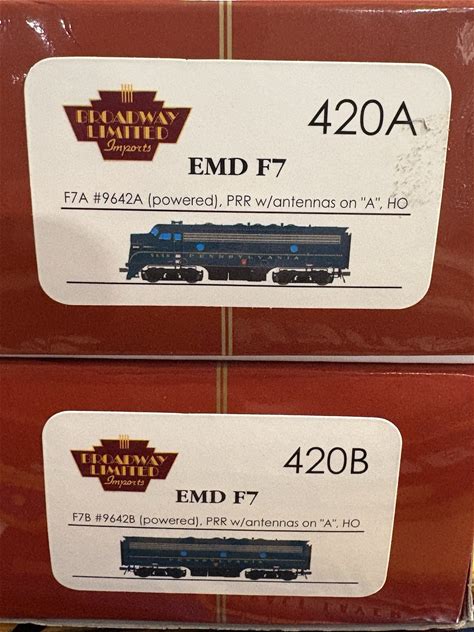 BROADWAY
LIMITED
Imports
420A
EMD F7
F7A #9642A (powered), PRR w/antennas on "A", HO
PENNSYLVANIA
BROADWAY
LIMITED
Imports
420B
EMD F7
F7B #9642B (powered), PRR w/antennas on "A", HO